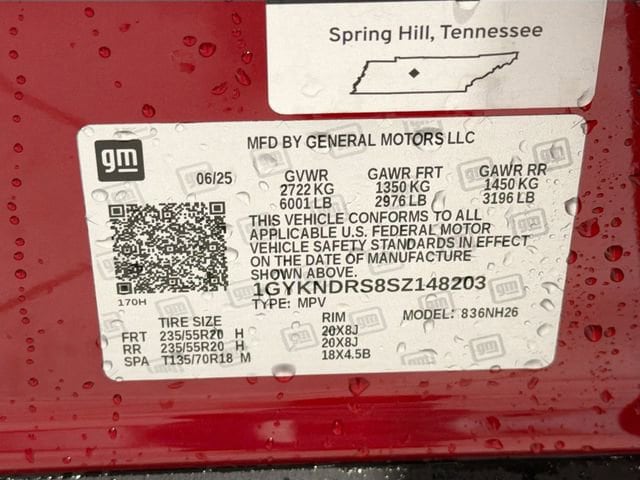 Spring Hill, Tennessee
gm
MFD BY GENERAL MOTORS LLC
06/25
GVWR GAWR FRT GAWR RR
2722 KG 1350 KG 1450 KG
6001 LB 2976 LB 3196 LB
THIS VEHICLE CONFORMS TO ALL
APPLICABLE U.S. FEDERAL MOTOR
VEHICLE SAFETY STANDARDS IN EFFECT
ON THE DATE OF MANUFACTURE
SHOWN ABOVE.
1GYKNDRS8SZ148203
170H
TYPE: MPV
MODEL: 836NH26
TIRE SIZE RIM
FRT 235/55R20 H 20X8J
RR 235/55R20 H 20X8J
SPA T135/70R18 M 18X4.5B